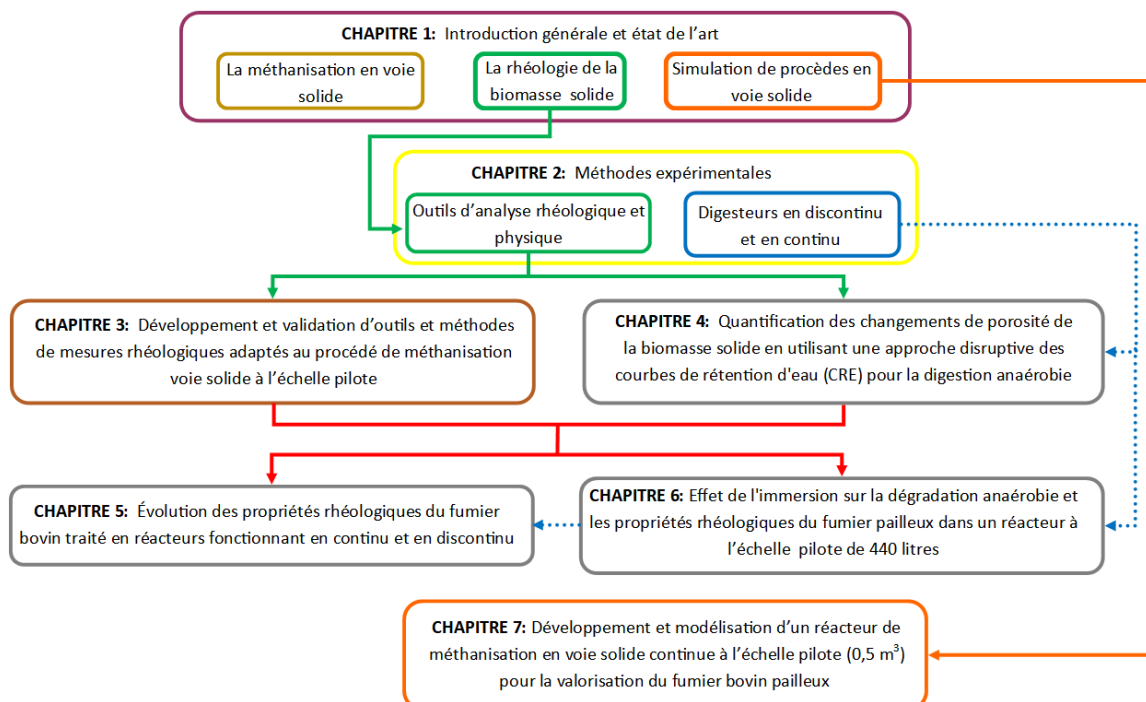 CHAPITRE 1: Introduction générale et état de l'art
La méthanisation en voie
solide
La rhéologie de la
biomasse solide
Simulation de procèdes en
voie solide
CHAPITRE 2: Méthodes expérimentales
Outils d'analyse rhéologique et
physique
Digesteurs en discontinu
et en continu
CHAPITRE 3: Développement et validation d'outils et méthodes
de mesures rhéologiques adaptés au procédé de méthanisation
voie solide à l'échelle pilote
CHAPITRE 4: Quantification des changements de porosité de
la biomasse solide en utilisant une approche disruptive des
courbes de rétention d'eau (CRE) pour la digestion anaérobie
CHAPITRE 5: Évolution des propriétés rhéologiques du fumier
bovin traité en réacteurs fonctionnant en continu et en discontinu
CHAPITRE 6: Effet de l'immersion sur la dégradation anaérobie et
les propriétés rhéologiques du fumier pailleux dans un réacteur à
l'échelle pilote de 440 litres
CHAPITRE 7: Développement et modélisation d'un réacteur de
méthanisation en voie solide continue à l'échelle pilote (0,5 m³)
pour la valorisation du fumier bovin pailleux